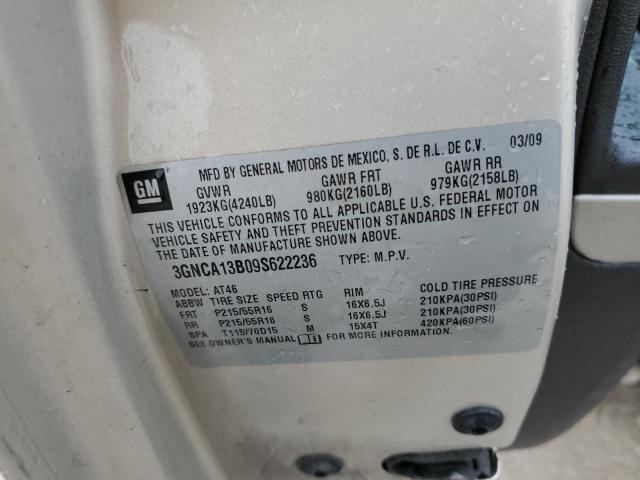 GM
MFD BY GENERAL MOTORS DE MEXICO, S. DE R.L. DE C.V. 03/09
GVWR GAWR FRT GAWR RR
1923KG(4240LB) 980KG(2160LB) 979KG(2158LB)
THIS VEHICLE CONFORMS TO ALL APPLICABLE U.S. FEDERAL MOTOR
VEHICLE SAFETY AND THEFT PREVENTION STANDARDS IN EFFECT ON
THE DATE OF MANUFACTURE SHOWN ABOVE.
3GNCA13B09S622236 TYPE: M.P.V.
MODEL: AT46
ABBW TIRE SIZE SPEED RTG RIM COLD TIRE PRESSURE
FRT P215/55R16 S 16X6.5J 210KPA(30PSI)
RR P215/55R16 S 16X6.5J 210KPA(30PSI)
SPA T115/70D15 M 15X4T 420KPA(60PSI)
SEE OWNER'S MANUAL FOR MORE INFORMATION.